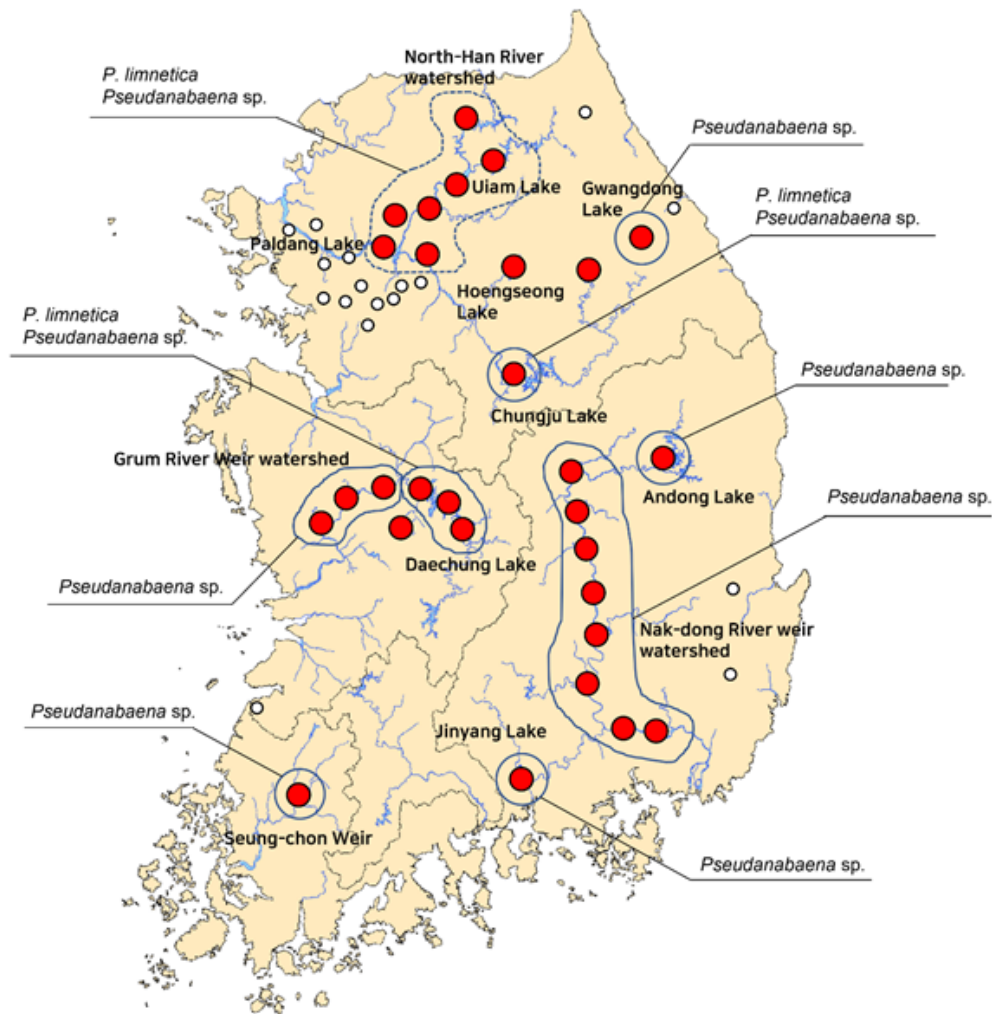 North-Han River
watershed
P. limnetica
Pseudanabaena sp.
Pseudanabaena sp.
Uiam Lake
Gwangdong
Lake
P. limnetica
Pseudanabaena sp.
Paldang Lake
Hoengseong
Lake
P. limnetica
Pseudanabaena sp.
Pseudanabaena sp.
Chungju Lake
Grum River Weir watershed
Andong Lake
Pseudanabaena sp.
Daechung Lake
Pseudanabaena sp.
Nak-dong River weir
watershed
Pseudanabaena sp.
Jinyang Lake
Seung-chon Weir
Pseudanabaena sp.